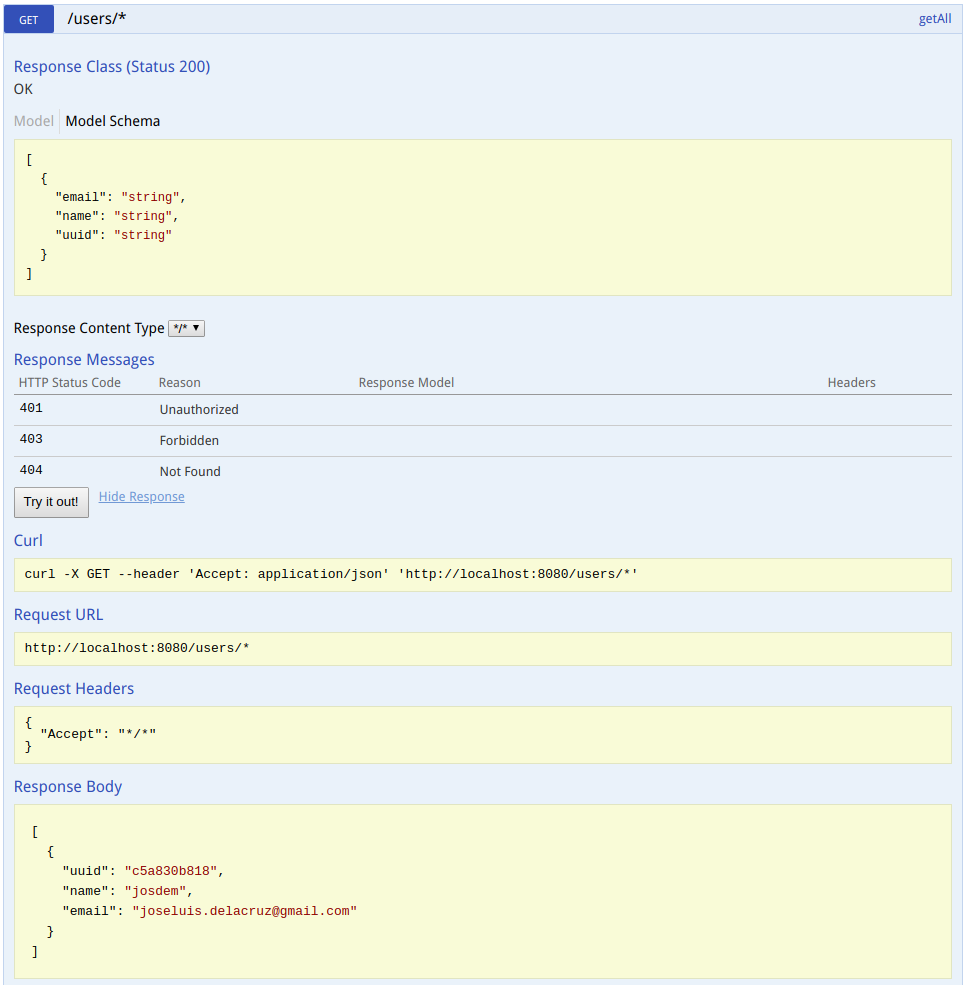 GET /users/* getAll
Response Class (Status 200)
OK
Model Model Schema
[
  {
    "email": "string",
    "name": "string",
    "uuid": "string"
  }
]
Response Content Type */* ▼
Response Messages
HTTP Status Code Reason Response Model Headers
401 Unauthorized
403 Forbidden
404 Not Found
Try it out! Hide Response
Curl
curl -X GET --header 'Accept: application/json' 'http://localhost:8080/users/*'
Request URL
http://localhost:8080/users/*
Request Headers
{
  "Accept": "*/*"
}
Response Body
[
  {
    "uuid": "c5a830b818",
    "name": "josdem",
    "email": "joseluis.delacruz@gmail.com"
  }
]